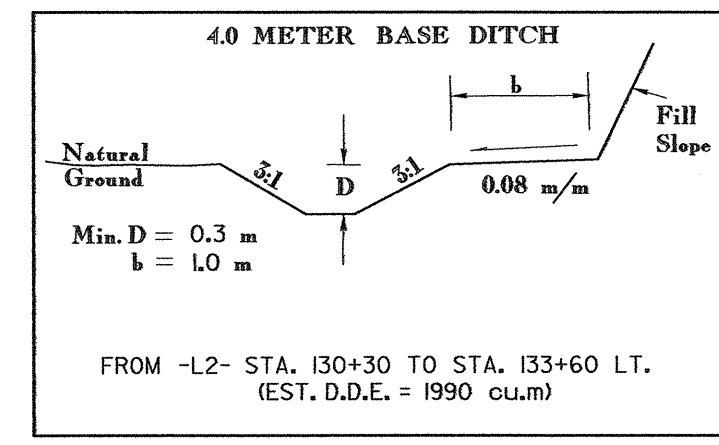 4.0 METER BASE DITCH
b
Fill
Slope
Natural
Ground
3:1
D
3:1
0.08 m/m
Min. D = 0.3 m
b = 1.0 m
FROM -L2- STA. 130+30 TO STA. 133+60 LT.
(EST. D.D.E. = 1990 cu.m)